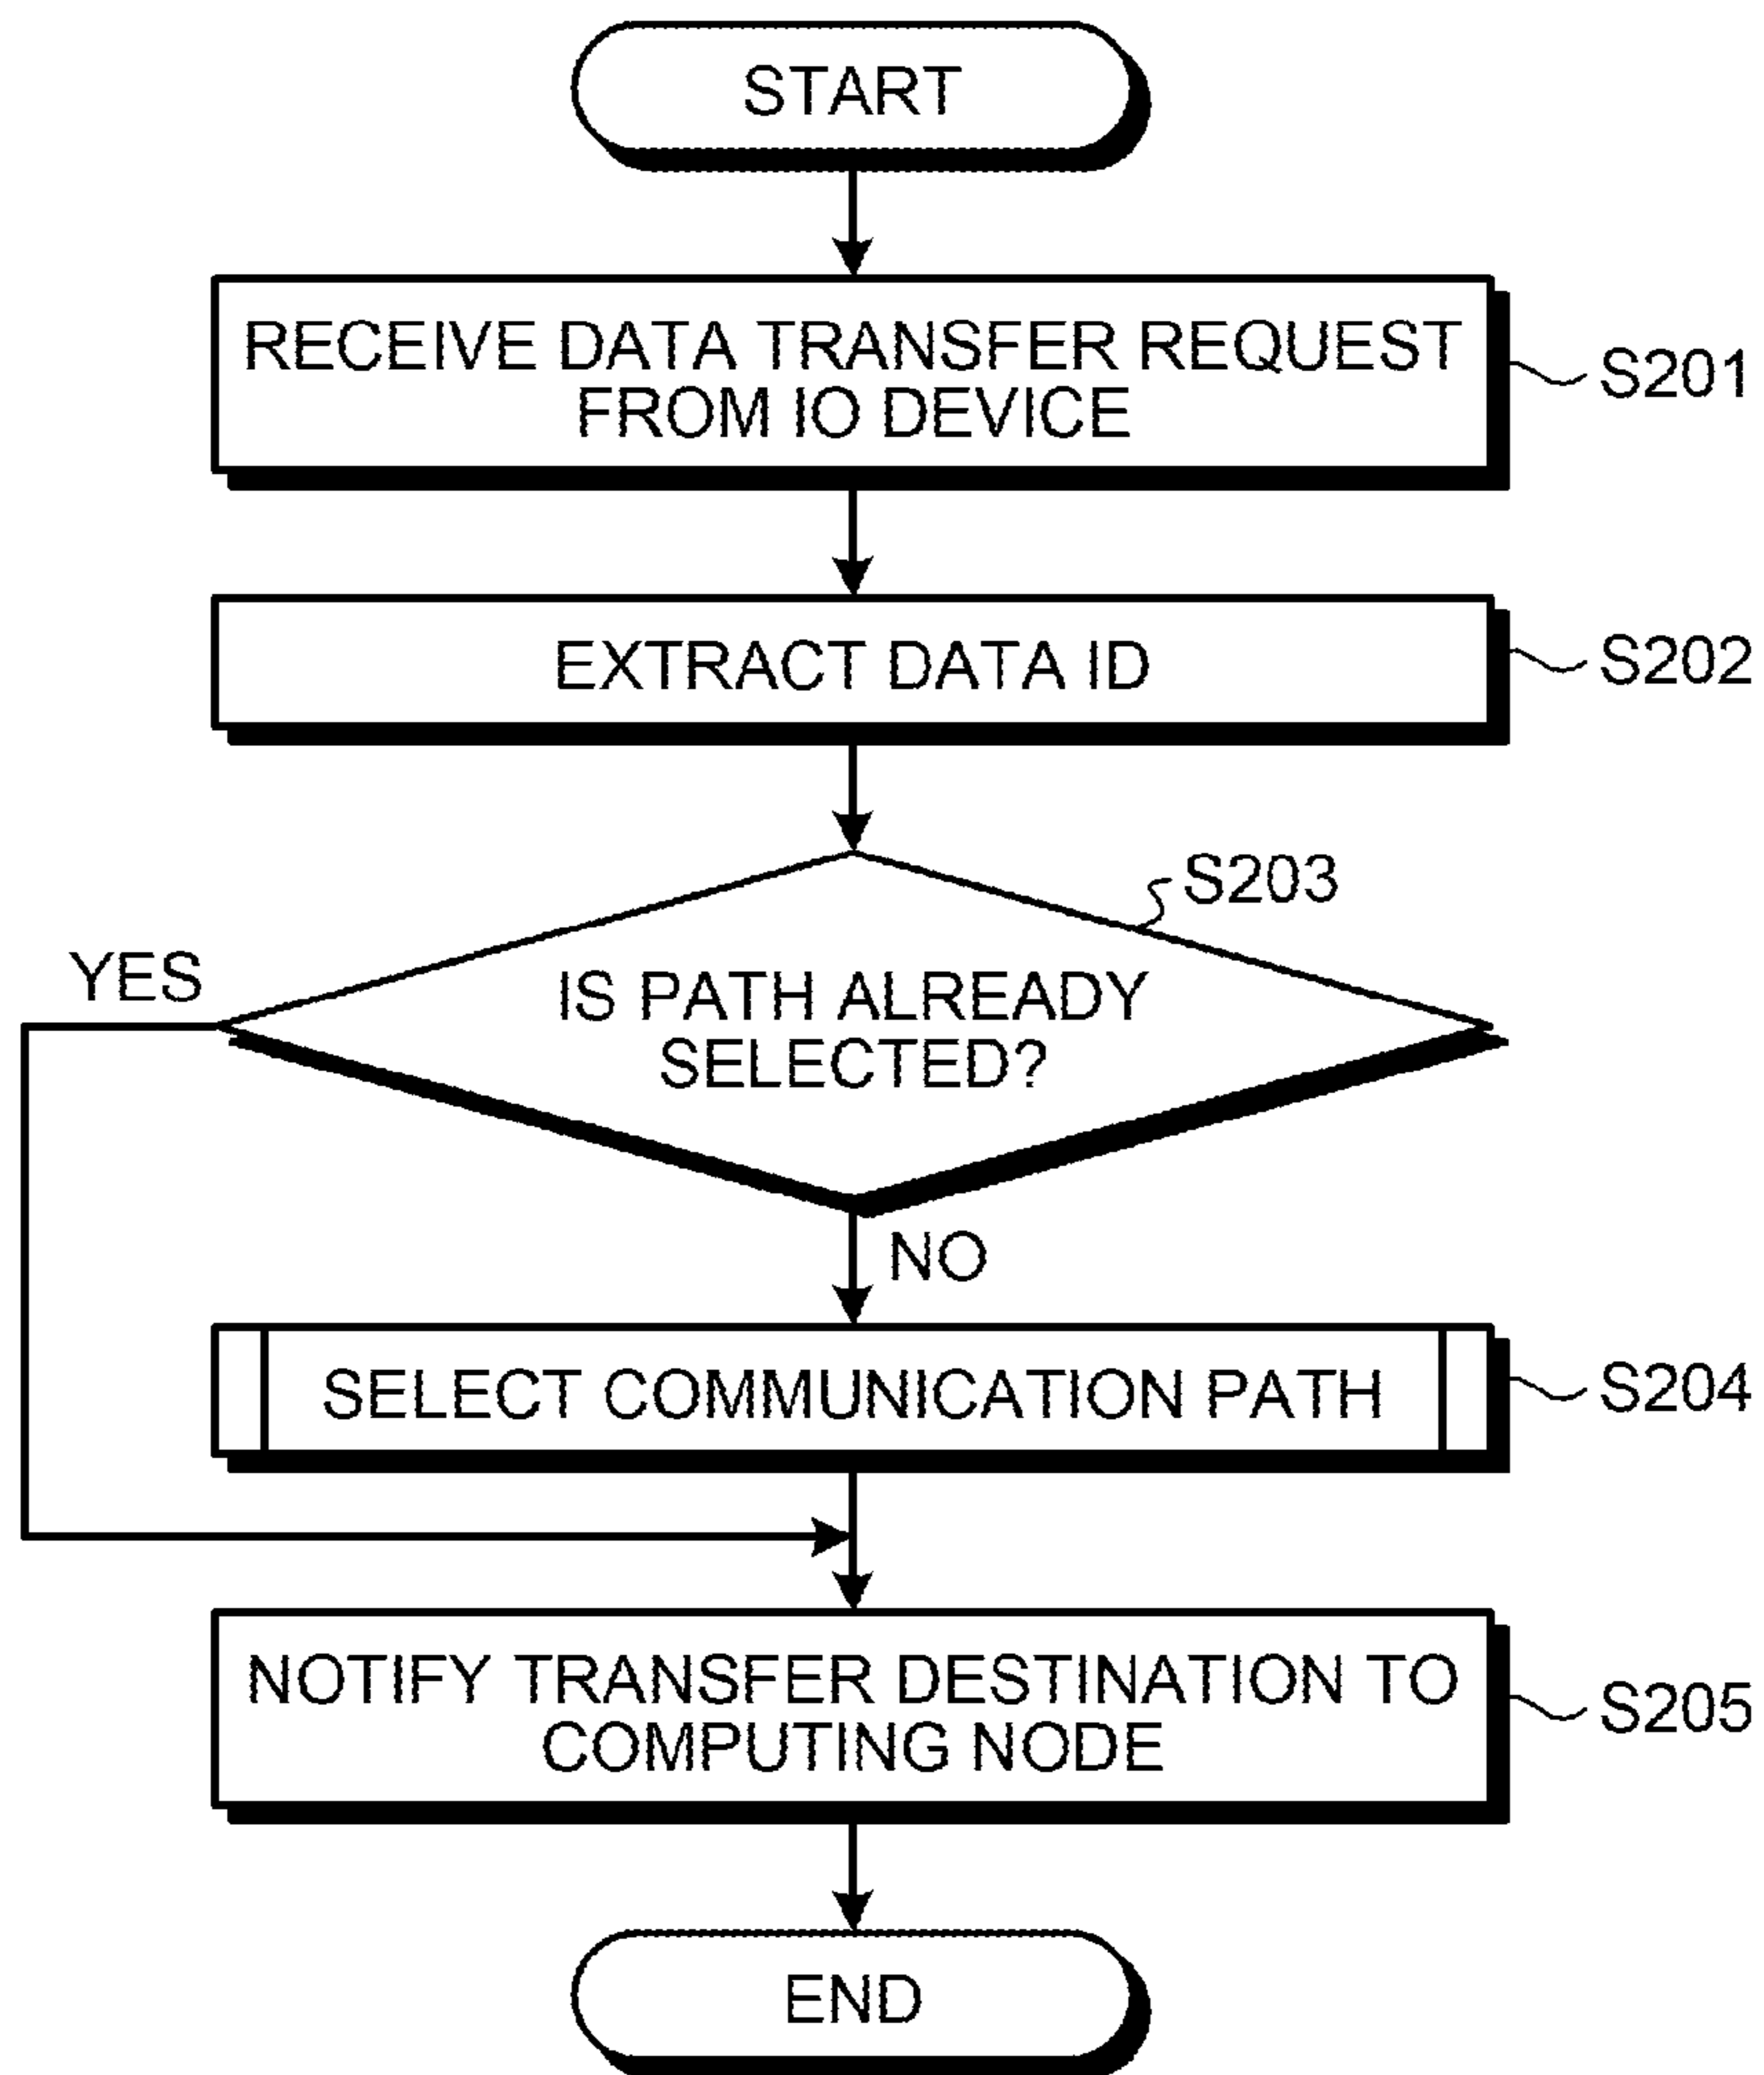 START
RECEIVE DATA TRANSFER REQUEST
FROM IO DEVICE
S201
EXTRACT DATA ID
S202
S203
YES
IS PATH ALREADY
SELECTED?
NO
SELECT COMMUNICATION PATH
S204
NOTIFY TRANSFER DESTINATION TO
COMPUTING NODE
S205
END